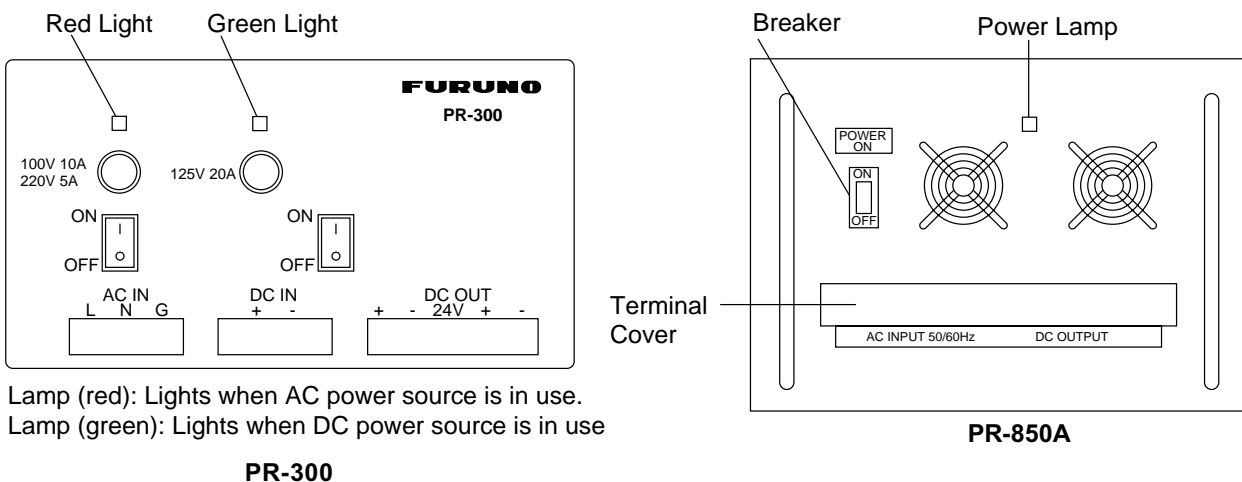 Red Light
Green Light
FURUNO
PR-300
100V 10A
220V 5A
125V 20A
ON
OFF
ON
OFF
AC IN
L N G
DC IN
+ -
DC OUT
+ - 24V + -
Lamp (red): Lights when AC power source is in use.
Lamp (green): Lights when DC power source is in use
PR-300
Breaker
Power Lamp
POWER
ON
ON
OFF
Terminal
Cover
AC INPUT 50/60Hz DC OUTPUT
PR-850A